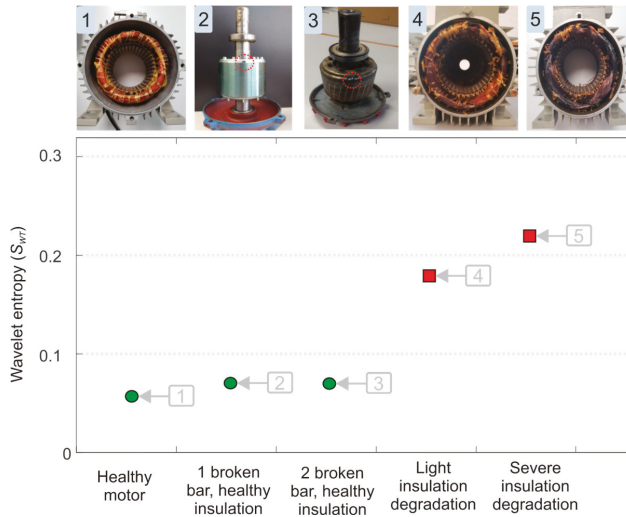 1
2
3
4
5
0.3
0.2
0.1
0
Wavelet entropy (S_WT)
1
2
3
4
5
Healthy
motor
1 broken
bar, healthy
insulation
2 broken
bar, healthy
insulation
Light
insulation
degradation
Severe
insulation
degradation